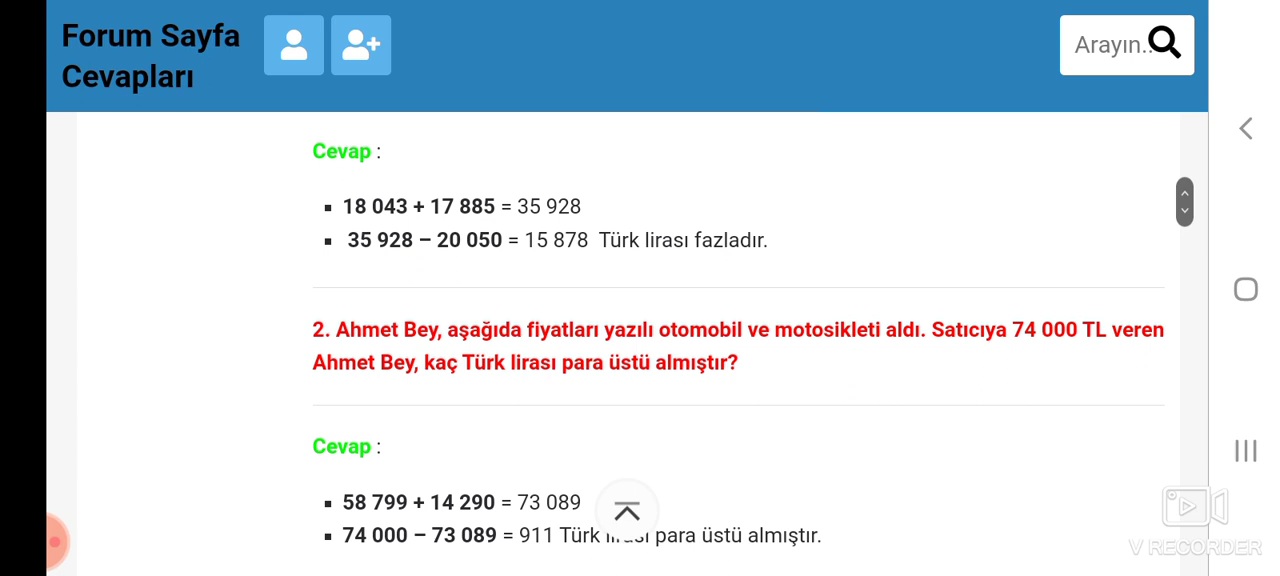 Forum Sayfa
Cevapları
Arayın..
Cevap :
18 043 + 17 885 = 35 928
35 928 – 20 050 = 15 878 Türk lirası fazladır.
2. Ahmet Bey, aşağıda fiyatları yazılı otomobil ve motosikleti aldı. Satıcıya 74 000 TL veren
Ahmet Bey, kaç Türk lirası para üstü almıştır?
Cevap :
58 799 + 14 290 = 73 089
74 000 – 73 089 = 911 Türk lirası para üstü almıştır.
V RECORDER